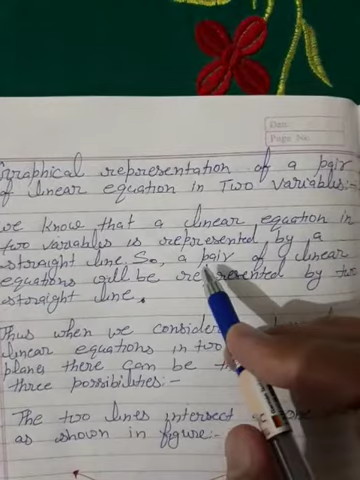 Date:
Page No.
Graphical representation of a pair
of linear equation in Two variables:-
we know that a linear equation in
two variables is represented by a
straight line. So, a pair of linear
equations will be represented by two
straight line.
Thus when we consider
linear equations in two
planes there can be
three possibilities:-
The two lines intersect
as shown in figure:-